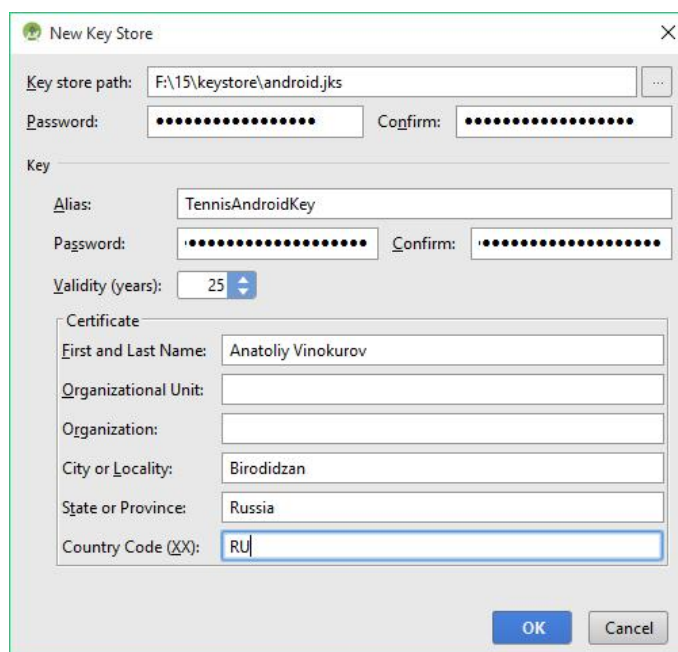 New Key Store
Key store path: F:\15\keystore\android.jks ...
Password: ••••••••••••••••• Confirm: •••••••••••••••••
Key
Alias: TennisAndroidKey
Password: •••••••••••••••••• Confirm: ••••••••••••••••••
Validity (years): 25
Certificate
First and Last Name: Anatoliy Vinokurov
Organizational Unit:
Organization:
City or Locality: Birodidzan
State or Province: Russia
Country Code (XX): RU
OK Cancel